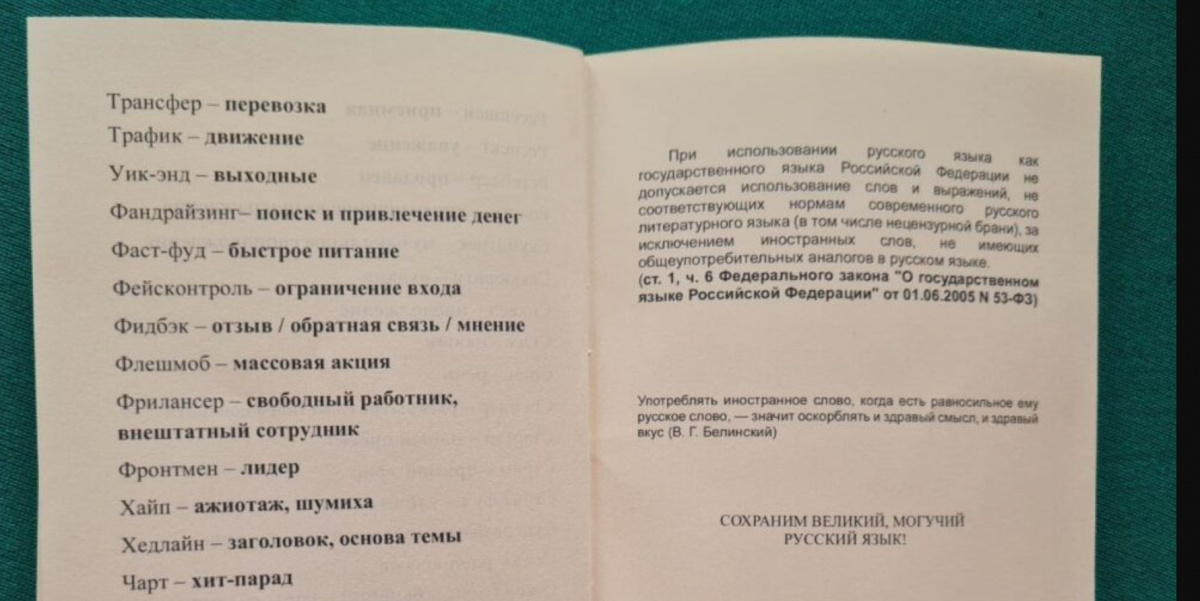 Трансфер – перевозка
Трафик – движение
Уик-энд – выходные
Фандрайзинг– поиск и привлечение денег
Фаст-фуд – быстрое питание
Фейсконтроль – ограничение входа
Фидбэк – отзыв / обратная связь / мнение
Флешмоб – массовая акция
Фрилансер – свободный работник,
внештатный сотрудник
Фронтмен – лидер
Хайп – ажиотаж, шумиха
Хедлайн – заголовок, основа темы
Чарт – хит-парад
При использовании русского языка как
государственного языка Российской Федерации не
допускается использование слов и выражений, не
соответствующих нормам современного русского
литературного языка (в том числе нецензурной брани), за
исключением иностранных слов, не имеющих
общеупотребительных аналогов в русском языке.
(ст. 1, ч. 6 Федерального закона "О государственном
языке Российской Федерации" от 01.06.2005 N 53-ФЗ)
Употреблять иностранное слово, когда есть равносильное ему
русское слово, — значит оскорблять и здравый смысл, и здравый
вкус (В. Г. Белинский)
СОХРАНИМ ВЕЛИКИЙ, МОГУЧИЙ
РУССКИЙ ЯЗЫК!